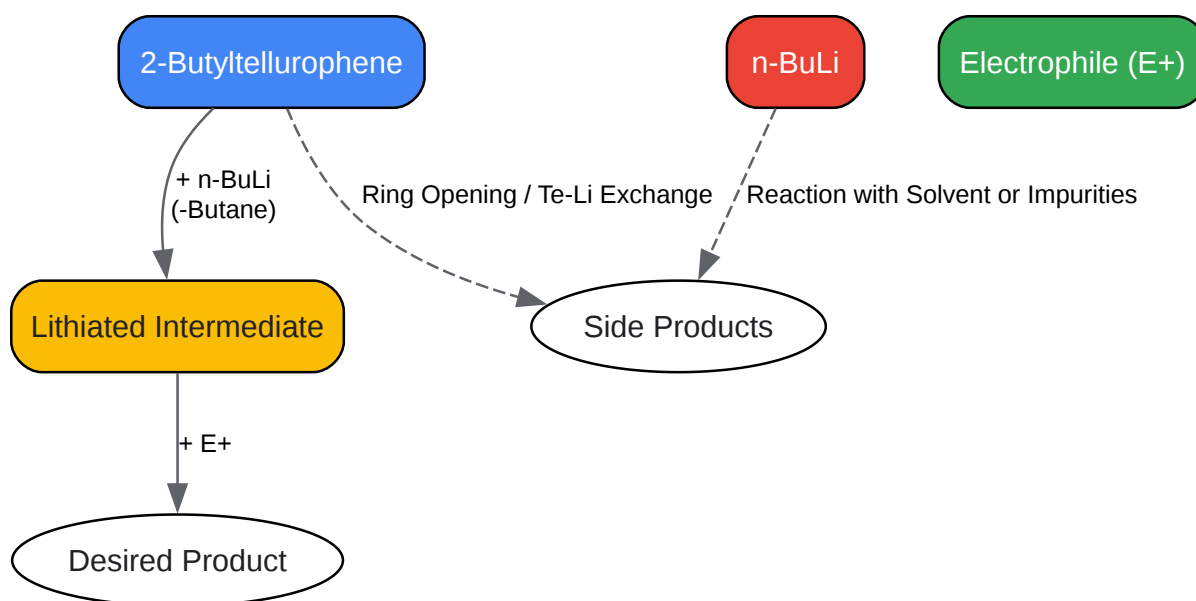 2-Butyltellurophene
n-BuLi
Electrophile (E+)
+ n-BuLi
(-Butane)
Ring Opening / Te-Li Exchange
Reaction with Solvent or Impurities
Lithiated Intermediate
Side Products
+ E+
Desired Product